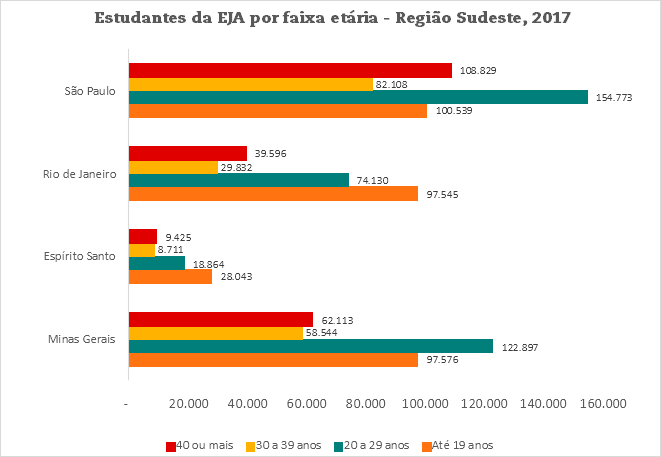 Estudantes da EJA por faixa etária - Região Sudeste, 2017
São Paulo
108.829
82.108
154.773
100.539
Rio de Janeiro
39.596
29.832
74.130
97.545
Espírito Santo
9.425
8.711
18.864
28.043
Minas Gerais
62.113
58.544
122.897
97.576
- 20.000 40.000 60.000 80.000 100.000 120.000 140.000 160.000
40 ou mais 30 a 39 anos 20 a 29 anos Até 19 anos